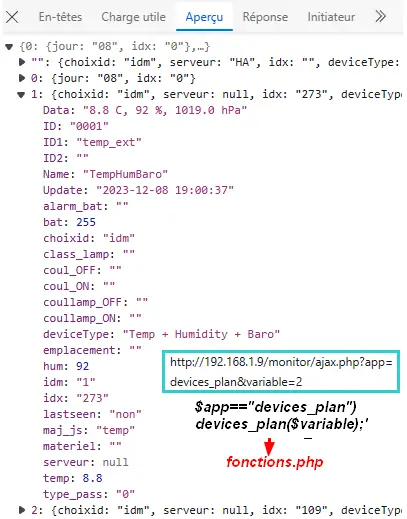 En-têtes Charge utile Aperçu Réponse Initiateur
{0: {jour: "08", idx: "0"},…}
"": {choixid: "idm", serveur: "HA", idx: "", deviceType:
0: {jour: "08", idx: "0"}
1: {choixid: "idm", serveur: null, idx: "273", deviceTyp
Data: "8.8 C, 92 %, 1019.0 hPa"
ID: "0001"
ID1: "temp_ext"
ID2: ""
Name: "TempHumBaro"
Update: "2023-12-08 19:00:37"
alarm_bat: ""
bat: 255
choixid: "idm"
class_lamp: ""
coul_OFF: ""
coul_ON: ""
coullamp_OFF: ""
coullamp_ON: ""
deviceType: "Temp + Humidity + Baro"
emplacement: ""
hum: 92
idm: "1"
idx: "273"
lastseen: "non"
maj_js: "temp"
materiel: ""
serveur: null
temp: 8.8
type_pass: "0"
2: {choixid: "idm", serveur: null, idx: "109", deviceTyp
http://192.168.1.9/monitor/ajax.php?app=
devices_plan&variable=2
$app=="devices_plan")
devices_plan($variable);'
fonctions.php